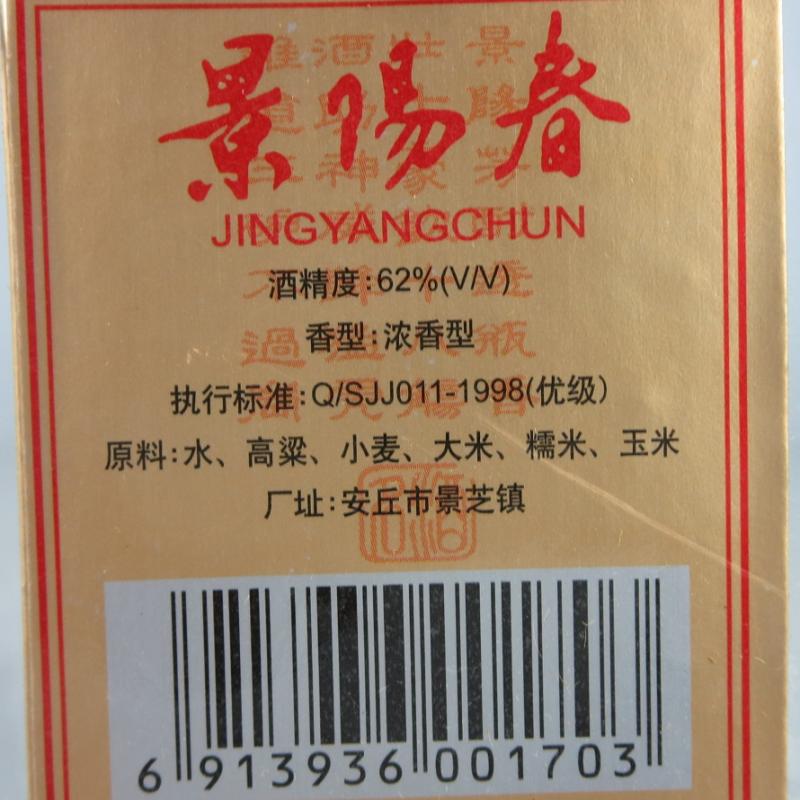 景陽春
JINGYANGCHUN
酒精度:62%(V/V)
香型:浓香型
执行标准:Q/SJJ011-1998(优级)
原料:水、高粱、小麦、大米、糯米、玉米
厂址:安丘市景芝镇
6 913936 001703